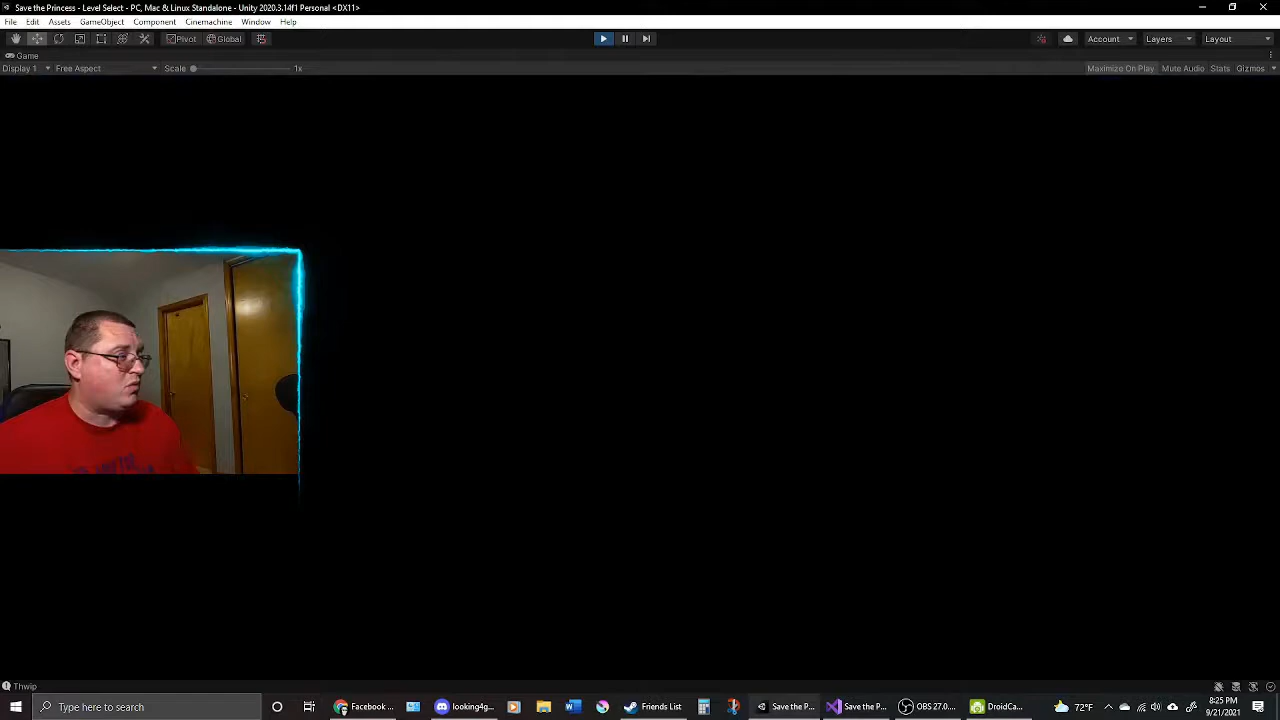 Save the Princess - Level Select - PC, Mac & Linux Standalone - Unity 2020.3.14f1 Personal <DX11>
File Edit Assets GameObject Component Cinemachine Window Help
Pivot Global Account Layers Layout
Game
Display 1 Free Aspect Scale 1x Maximize On Play Mute Audio Stats Gizmos
Thwip
Type here to search
Facebook ... looking4g... Friends List Save the P... Save the P... OBS 27.0.... DroidCa...
72°F
8:25 PM
9/21/2021